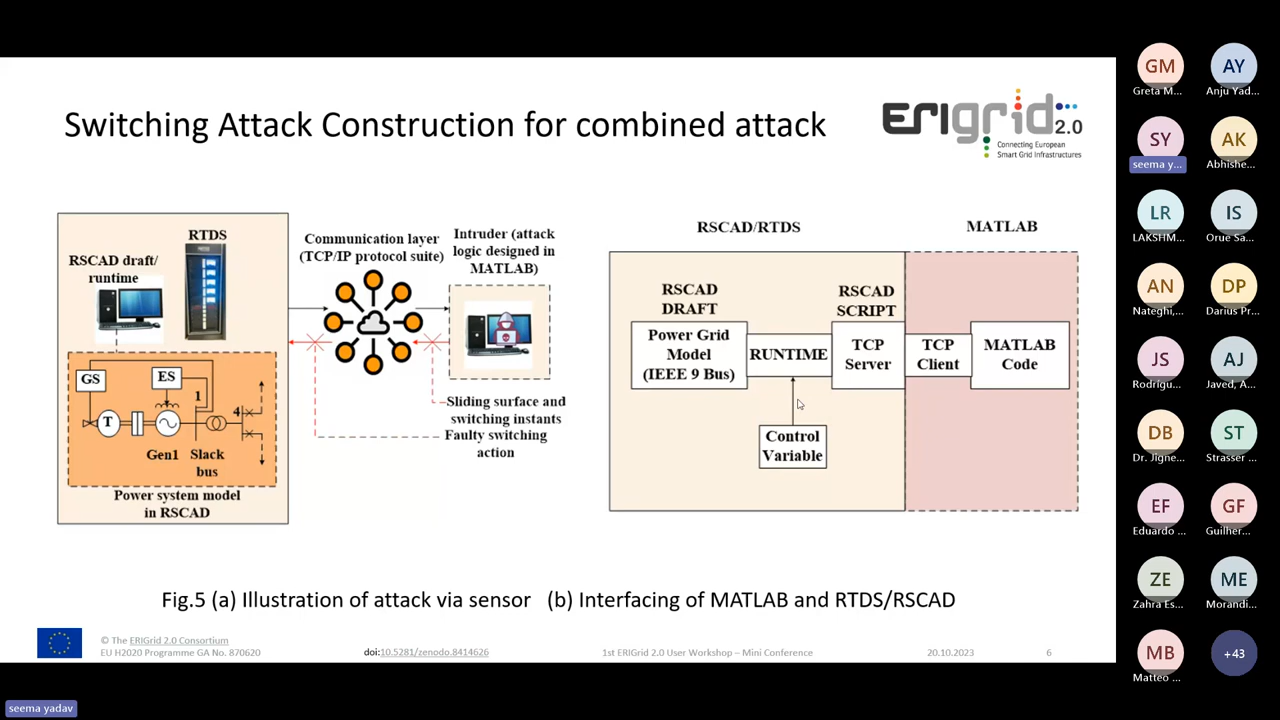 Switching Attack Construction for combined attack
ERIgrid 2.0
Connecting European
Smart Grid Infrastructures
RTDS
RSCAD draft/
runtime
Communication layer
(TCP/IP protocol suite)
Intruder (attack
logic designed in
MATLAB)
GS
ES
1
4
T
Gen1
Slack
bus
Power system model
in RSCAD
Sliding surface and
switching instants
Faulty switching
action
RSCAD/RTDS
MATLAB
RSCAD
DRAFT
RSCAD
SCRIPT
Power Grid
Model
(IEEE 9 Bus)
RUNTIME
TCP
Server
TCP
Client
MATLAB
Code
Control
Variable
Fig.5 (a) Illustration of attack via sensor (b) Interfacing of MATLAB and RTDS/RSCAD
© The ERIGrid 2.0 Consortium
EU H2020 Programme GA No. 870620
doi:10.5281/zenodo.8414626
1st ERIGrid 2.0 User Workshop – Mini Conference
20.10.2023
6
GM
Greta M...
AY
Anju Yad...
SY
seema y...
AK
Abhishe...
LR
LAKSHM...
IS
Orue Sa...
AN
Nateghi,...
DP
Darius Pr...
JS
Rodrigu...
AJ
Javed, A...
DB
Dr. Jigne...
ST
Strasser ...
EF
Eduardo ...
GF
Guilher...
ZE
Zahra Es...
ME
Morandi...
MB
Matteo ...
+43
seema yadav